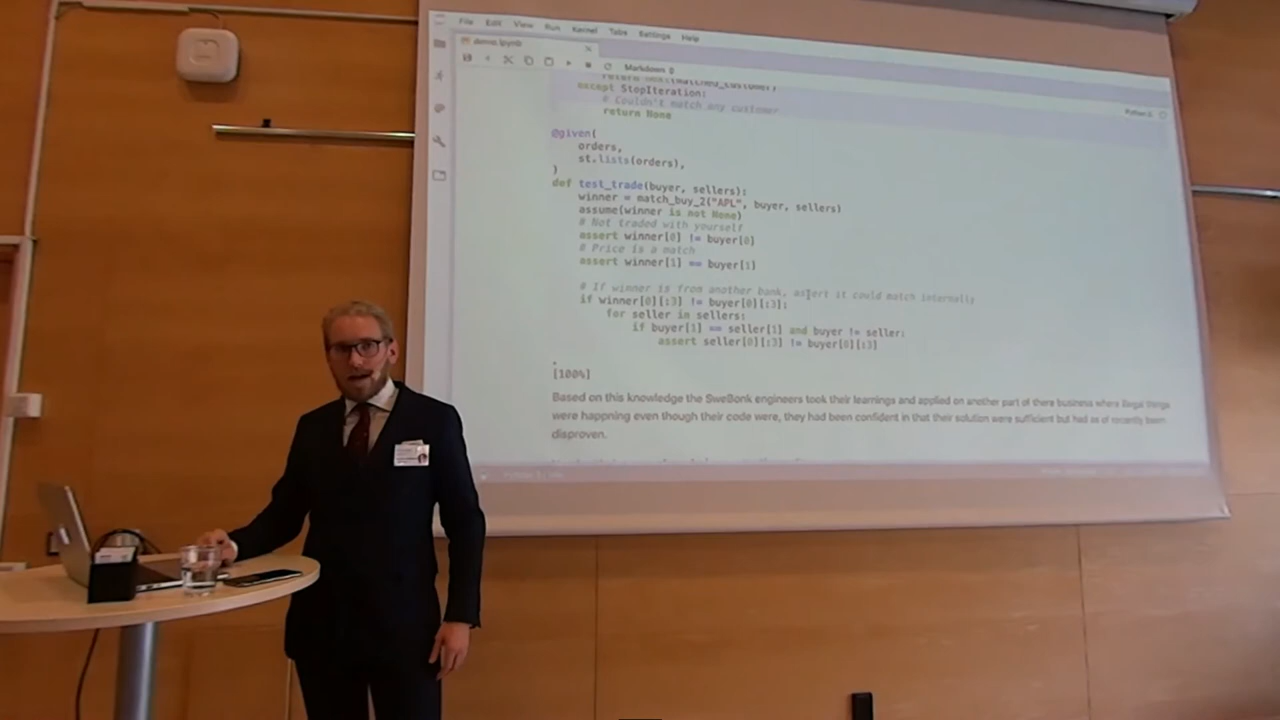 File Edit View Run Kernel Tabs Settings Help
demo.ipynb
Markdown
return next(matched_customer)
except StopIteration:
# Couldn't match any customer
return None
@given(
orders,
st.lists(orders),
)
def test_trade(buyer, sellers):
winner = match_buy_2("APL", buyer, sellers)
assume(winner is not None)
# Not traded with yourself
assert winner[0] != buyer[0]
# Price is a match
assert winner[1] == buyer[1]
# If winner is from another bank, assert it could match internally
if winner[0][:3] != buyer[0][:3]:
for seller in sellers:
if buyer[1] == seller[1] and buyer != seller:
assert seller[0][:3] != buyer[0][:3]
.
[100%]
Based on this knowledge the SweBonk engineers took their learnings and applied on another part of there business where illegal things
were happning even though their code were, they had been confident in that their solution were sufficient but had as of recently been
disproven.